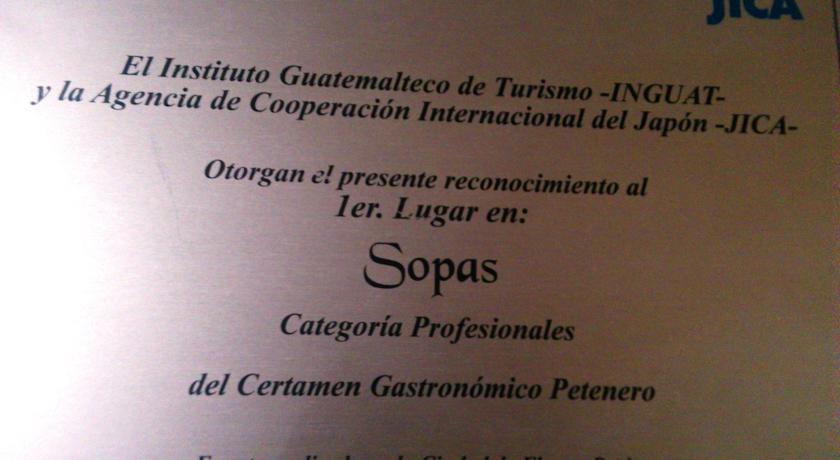 JICA
El Instituto Guatemalteco de Turismo -INGUAT-
y la Agencia de Cooperación Internacional del Japón -JICA-
Otorgan el presente reconocimiento al
1er. Lugar en:
Sopas
Categoría Profesionales
del Certamen Gastronómico Petenero